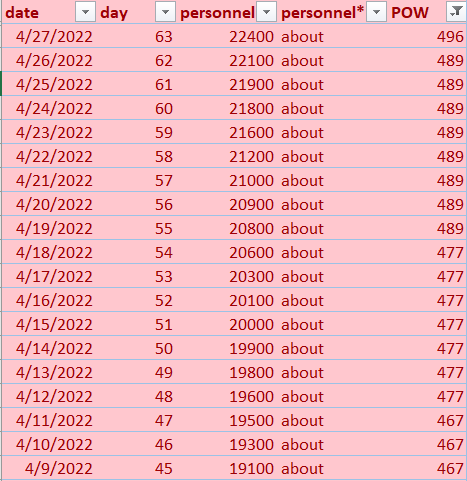 date day personnel personnel* POW
4/27/2022 63 22400 about 496
4/26/2022 62 22100 about 489
4/25/2022 61 21900 about 489
4/24/2022 60 21800 about 489
4/23/2022 59 21600 about 489
4/22/2022 58 21200 about 489
4/21/2022 57 21000 about 489
4/20/2022 56 20900 about 489
4/19/2022 55 20800 about 489
4/18/2022 54 20600 about 477
4/17/2022 53 20300 about 477
4/16/2022 52 20100 about 477
4/15/2022 51 20000 about 477
4/14/2022 50 19900 about 477
4/13/2022 49 19800 about 477
4/12/2022 48 19600 about 477
4/11/2022 47 19500 about 467
4/10/2022 46 19300 about 467
4/9/2022 45 19100 about 467